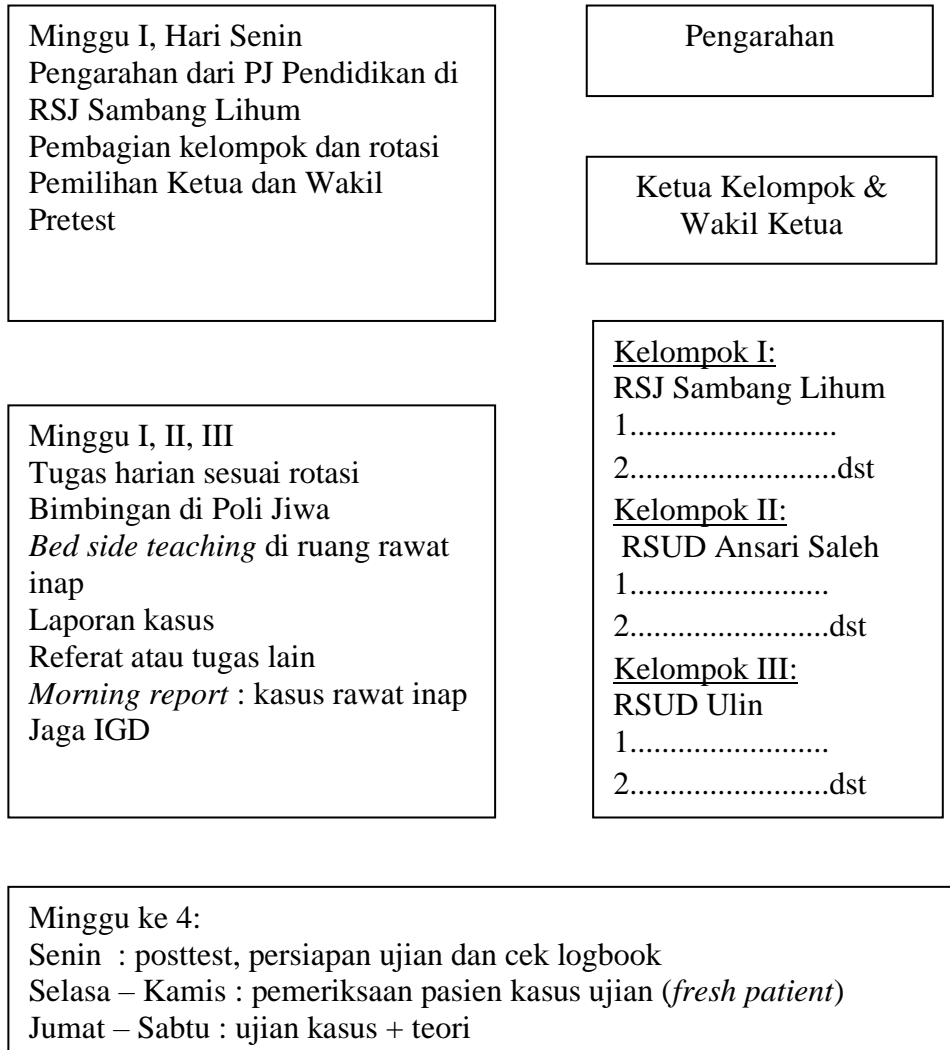 Minggu I, Hari Senin
Pengarahan dari PJ Pendidikan di
RSJ Sambang Lihum
Pembagian kelompok dan rotasi
Pemilihan Ketua dan Wakil
Pretest
Pengarahan
Ketua Kelompok &
Wakil Ketua
Minggu I, II, III
Tugas harian sesuai rotasi
Bimbingan di Poli Jiwa
Bed side teaching di ruang rawat
inap
Laporan kasus
Referat atau tugas lain
Morning report : kasus rawat inap
Jaga IGD
Kelompok I:
RSJ Sambang Lihum
1..........................
2.........................dst
Kelompok II:
RSUD Ansari Saleh
1........................
2........................dst
Kelompok III:
RSUD Ulin
1........................
2........................dst
Minggu ke 4:
Senin : posttest, persiapan ujian dan cek logbook
Selasa – Kamis : pemeriksaan pasien kasus ujian (fresh patient)
Jumat – Sabtu : ujian kasus + teori